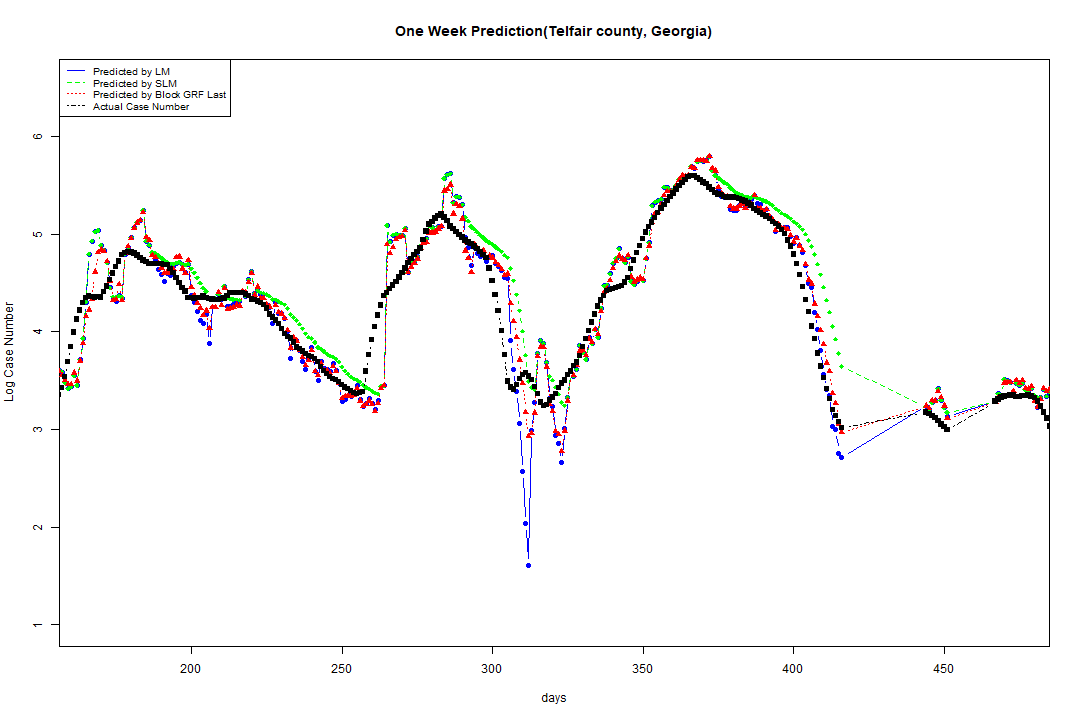 One Week Prediction(Telfair county, Georgia)
Predicted by LM
Predicted by SLM
Predicted by Block GRF Last
Actual Case Number
Log Case Number
6
5
4
3
2
1
200 250 300 350 400 450
days